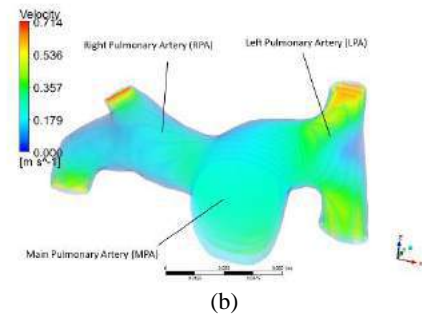 Velocity
0.714
0.536
0.357
0.179
0.000
[m s^-1]
Right Pulmonary Artery (RPA)
Left Pulmonary Artery (LPA)
Main Pulmonary Artery (MPA)
(b)